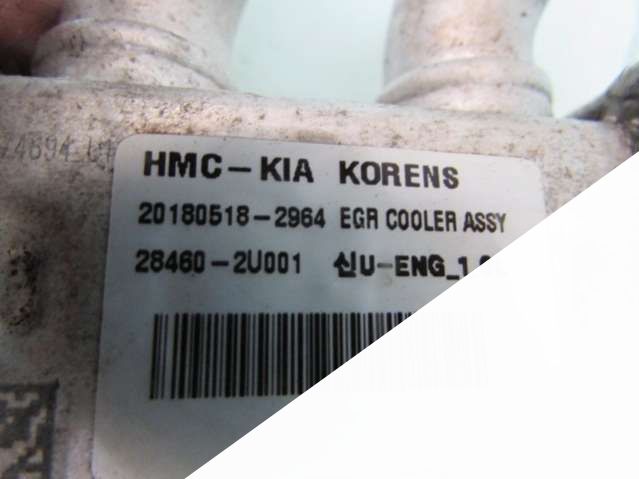 HMC-KIA KORENS
20180518-2964 EGR COOLER ASSY
28460-2U001 신U-ENG_1